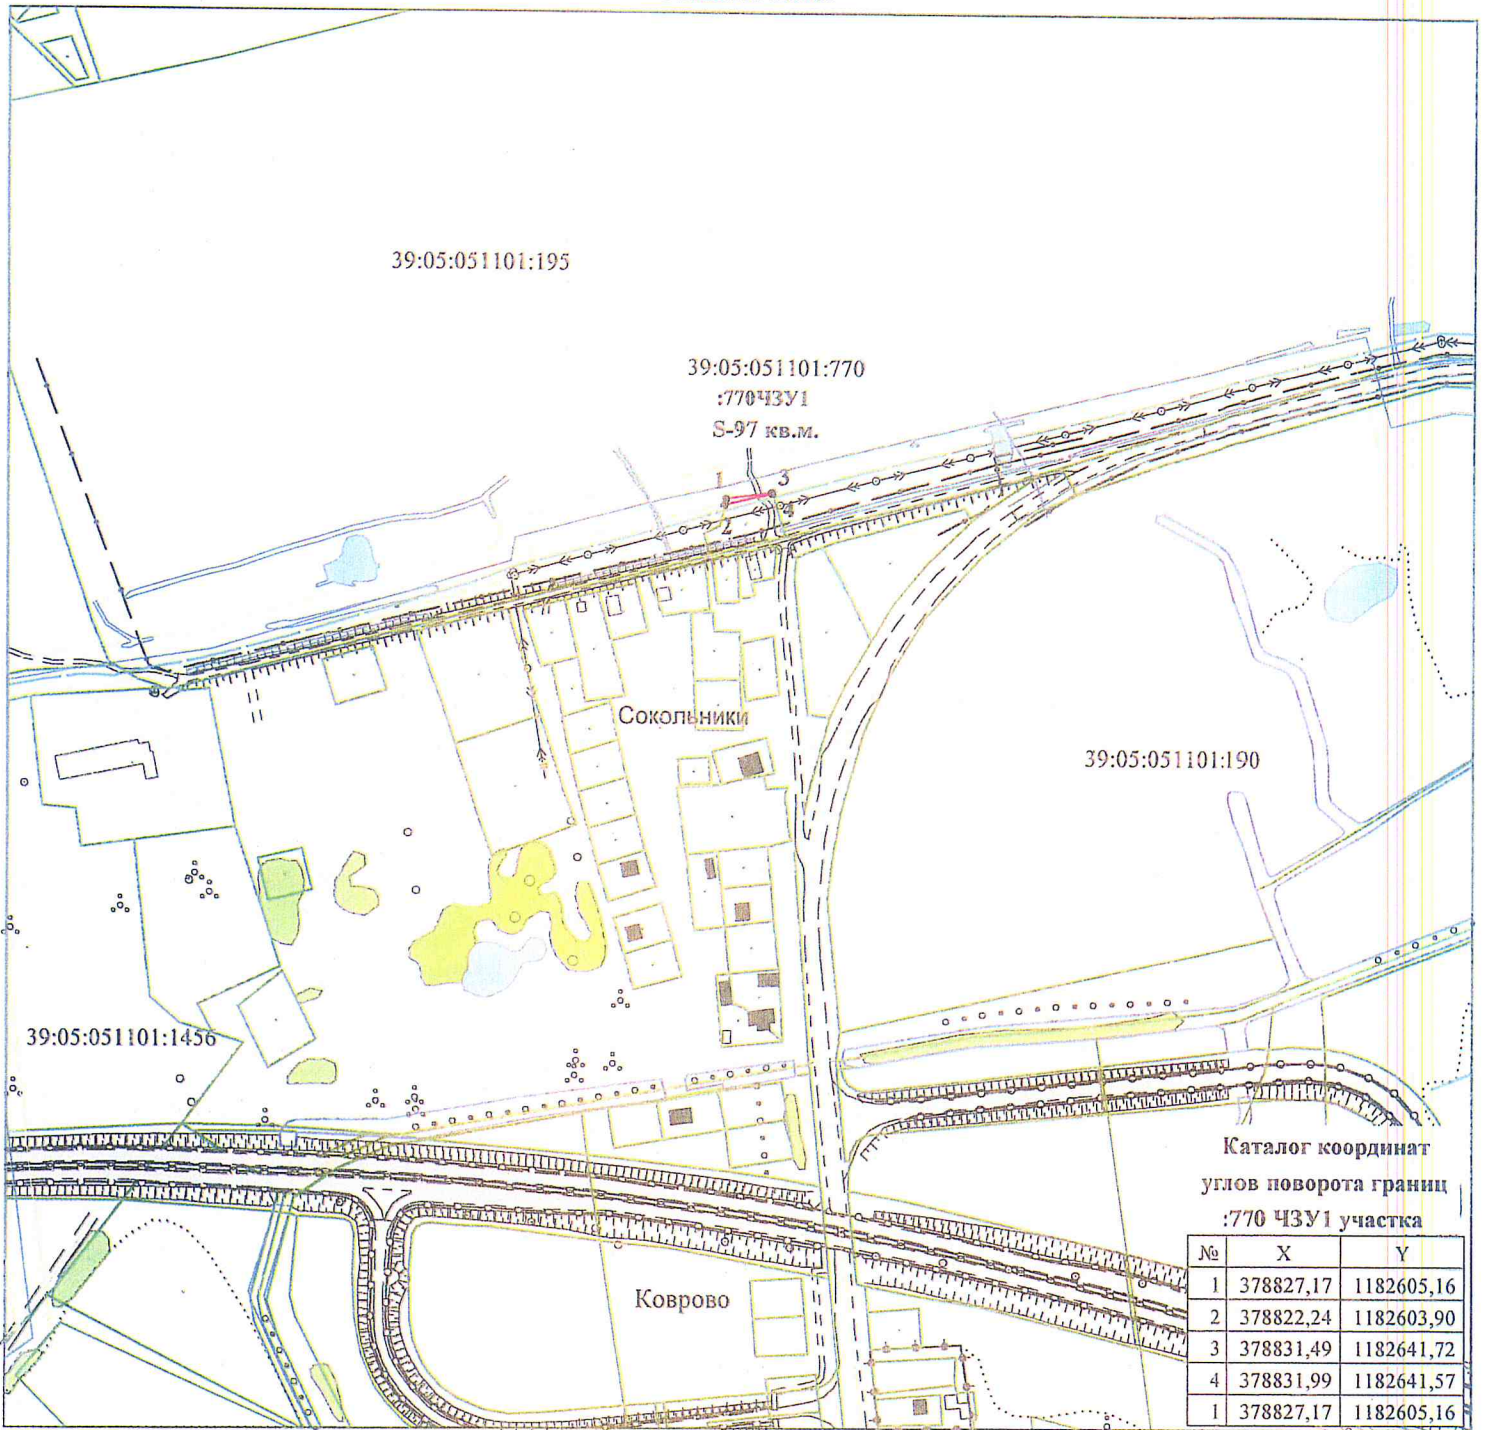 39:05:051101:195
39:05:051101:770
:770ЧЗУ1
S-97 кв.м.
1
3
2
4
Сокольники
39:05:051101:190
39:05:051101:1456
Коврово
Каталог координат
углов поворота границ
:770 ЧЗУ1 участка
№ X Y
1 378827,17 1182605,16
2 378822,24 1182603,90
3 378831,49 1182641,72
4 378831,99 1182641,57
1 378827,17 1182605,16